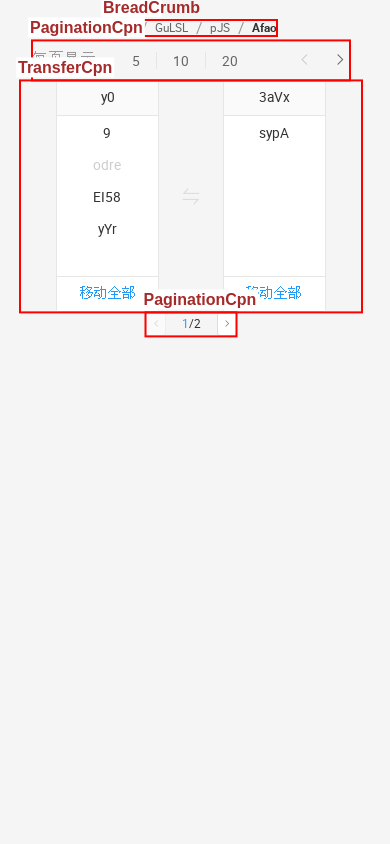 BreadCrumb
PaginationCpn
/ GuLSL / pJS / Afao
每页显示 5 10 20
TransferCpn
y0 3aVx
9 sypA
odre
EI58
yYr
移动全部 移动全部
PaginationCpn
1/2